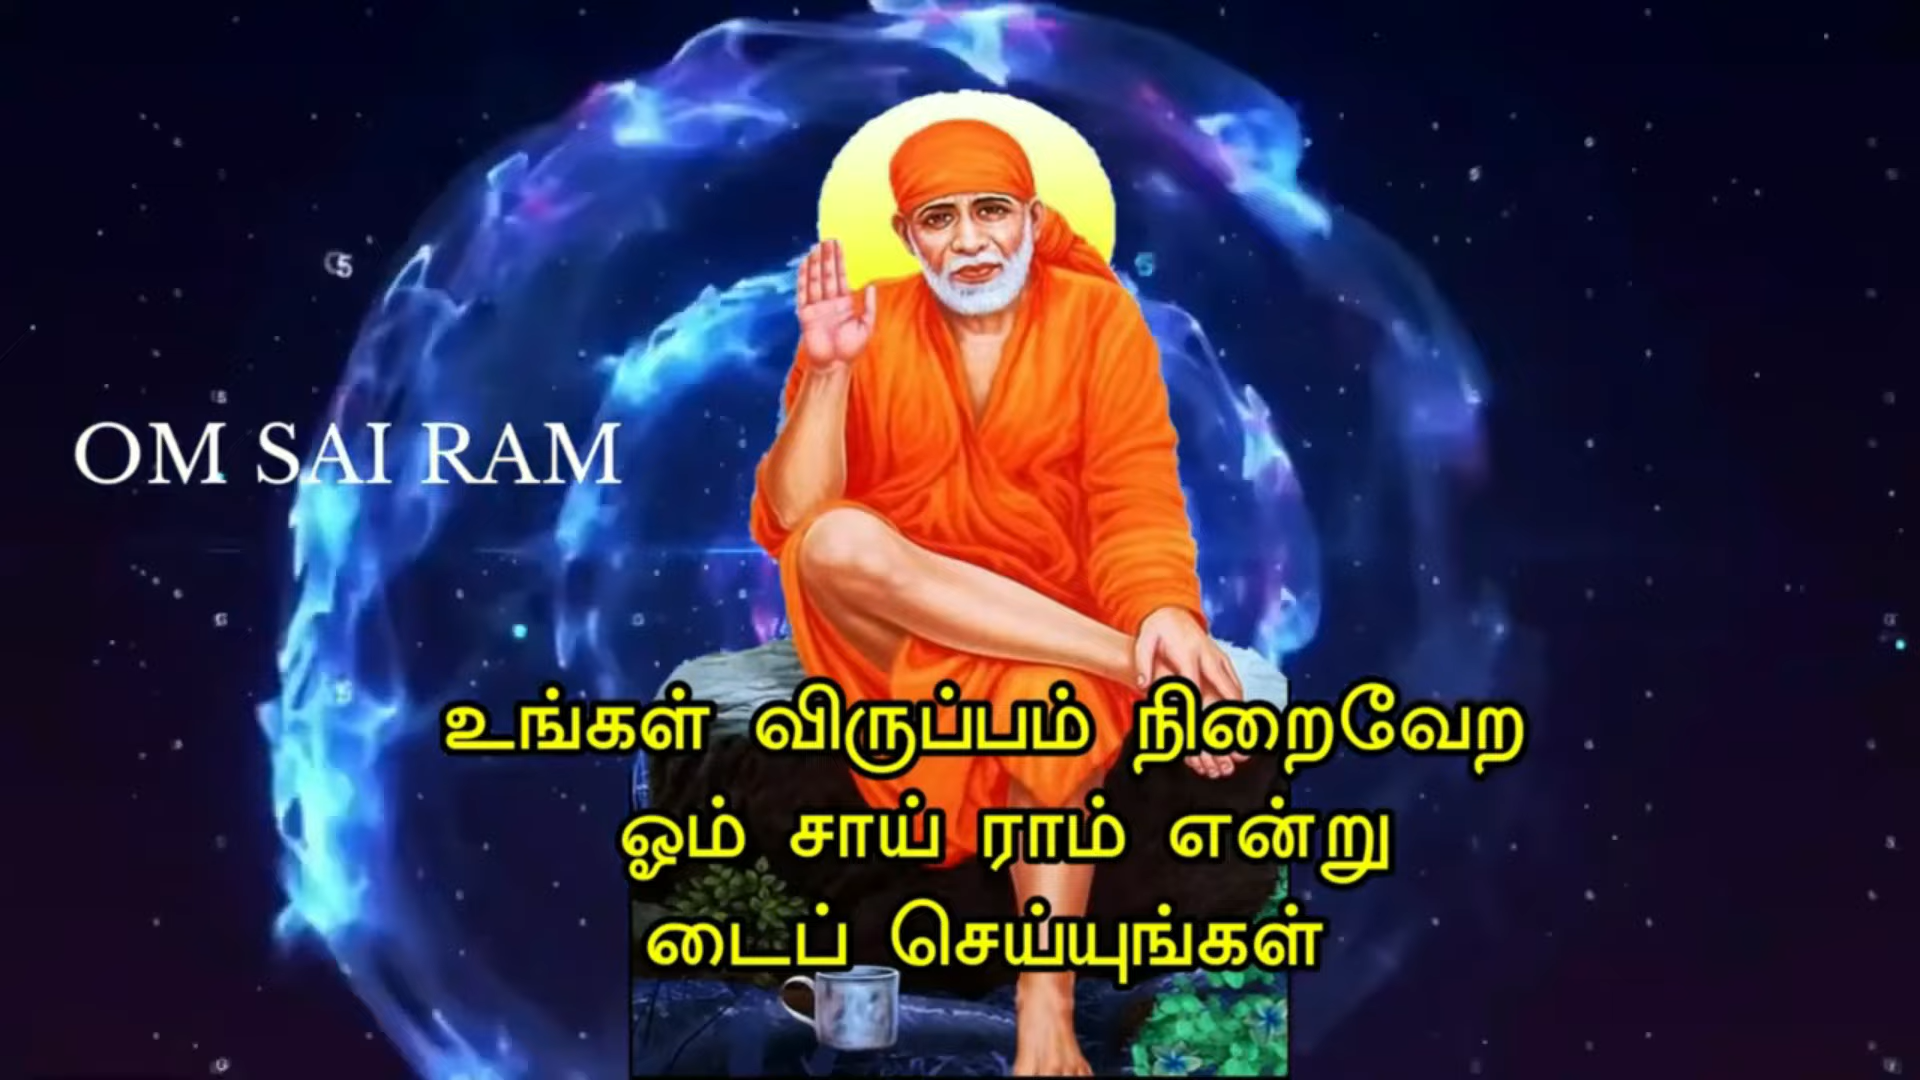 OM SAI RAM
உங்கள் விருப்பம் நிறைவேற
ஓம் சாய் ராம் என்று
டைப் செய்யுங்கள்